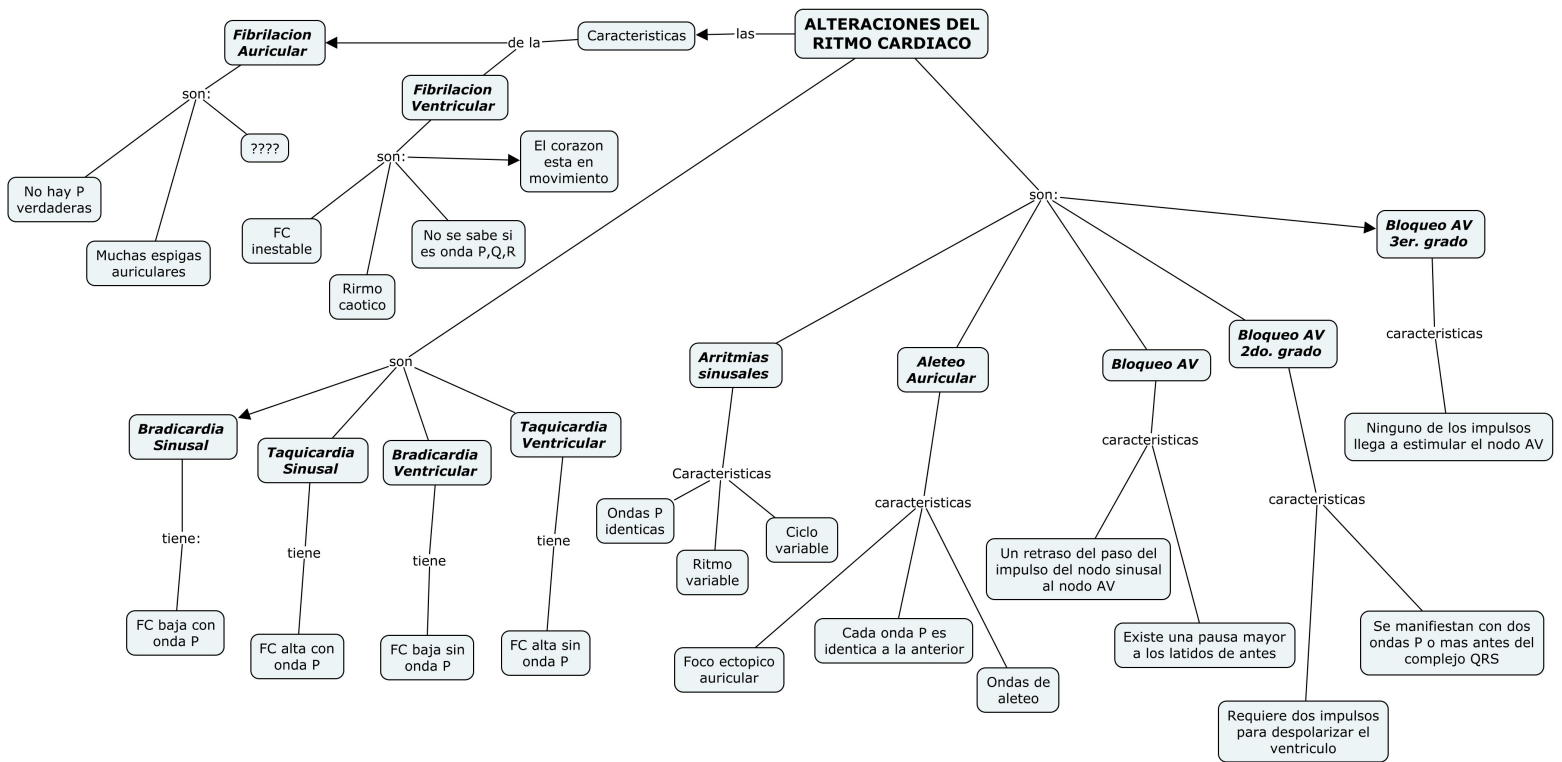 ALTERACIONES DEL
RITMO CARDIACO
las
Caracteristicas
de la
Fibrilacion
Auricular
son:
No hay P
verdaderas
Muchas espigas
auriculares
????
Fibrilacion
Ventricular
son:
FC
inestable
Rirmo
caotico
No se sabe si
es onda P,Q,R
El corazon
esta en
movimiento
son
Bradicardia
Sinusal
tiene:
FC baja con
onda P
Taquicardia
Sinusal
tiene
FC alta con
onda P
Bradicardia
Ventricular
tiene
FC baja sin
onda P
Taquicardia
Ventricular
tiene
FC alta sin
onda P
son:
Arritmias
sinusales
Caracteristicas
Ondas P
identicas
Ritmo
variable
Ciclo
variable
Aleteo
Auricular
caracteristicas
Foco ectopico
auricular
Cada onda P es
identica a la anterior
Ondas de
aleteo
Bloqueo AV
caracteristicas
Un retraso del paso del
impulso del nodo sinusal
al nodo AV
Existe una pausa mayor
a los latidos de antes
Bloqueo AV
2do. grado
caracteristicas
Requiere dos impulsos
para despolarizar el
ventriculo
Se manifiestan con dos
ondas P o mas antes del
complejo QRS
Bloqueo AV
3er. grado
caracteristicas
Ninguno de los impulsos
llega a estimular el nodo AV